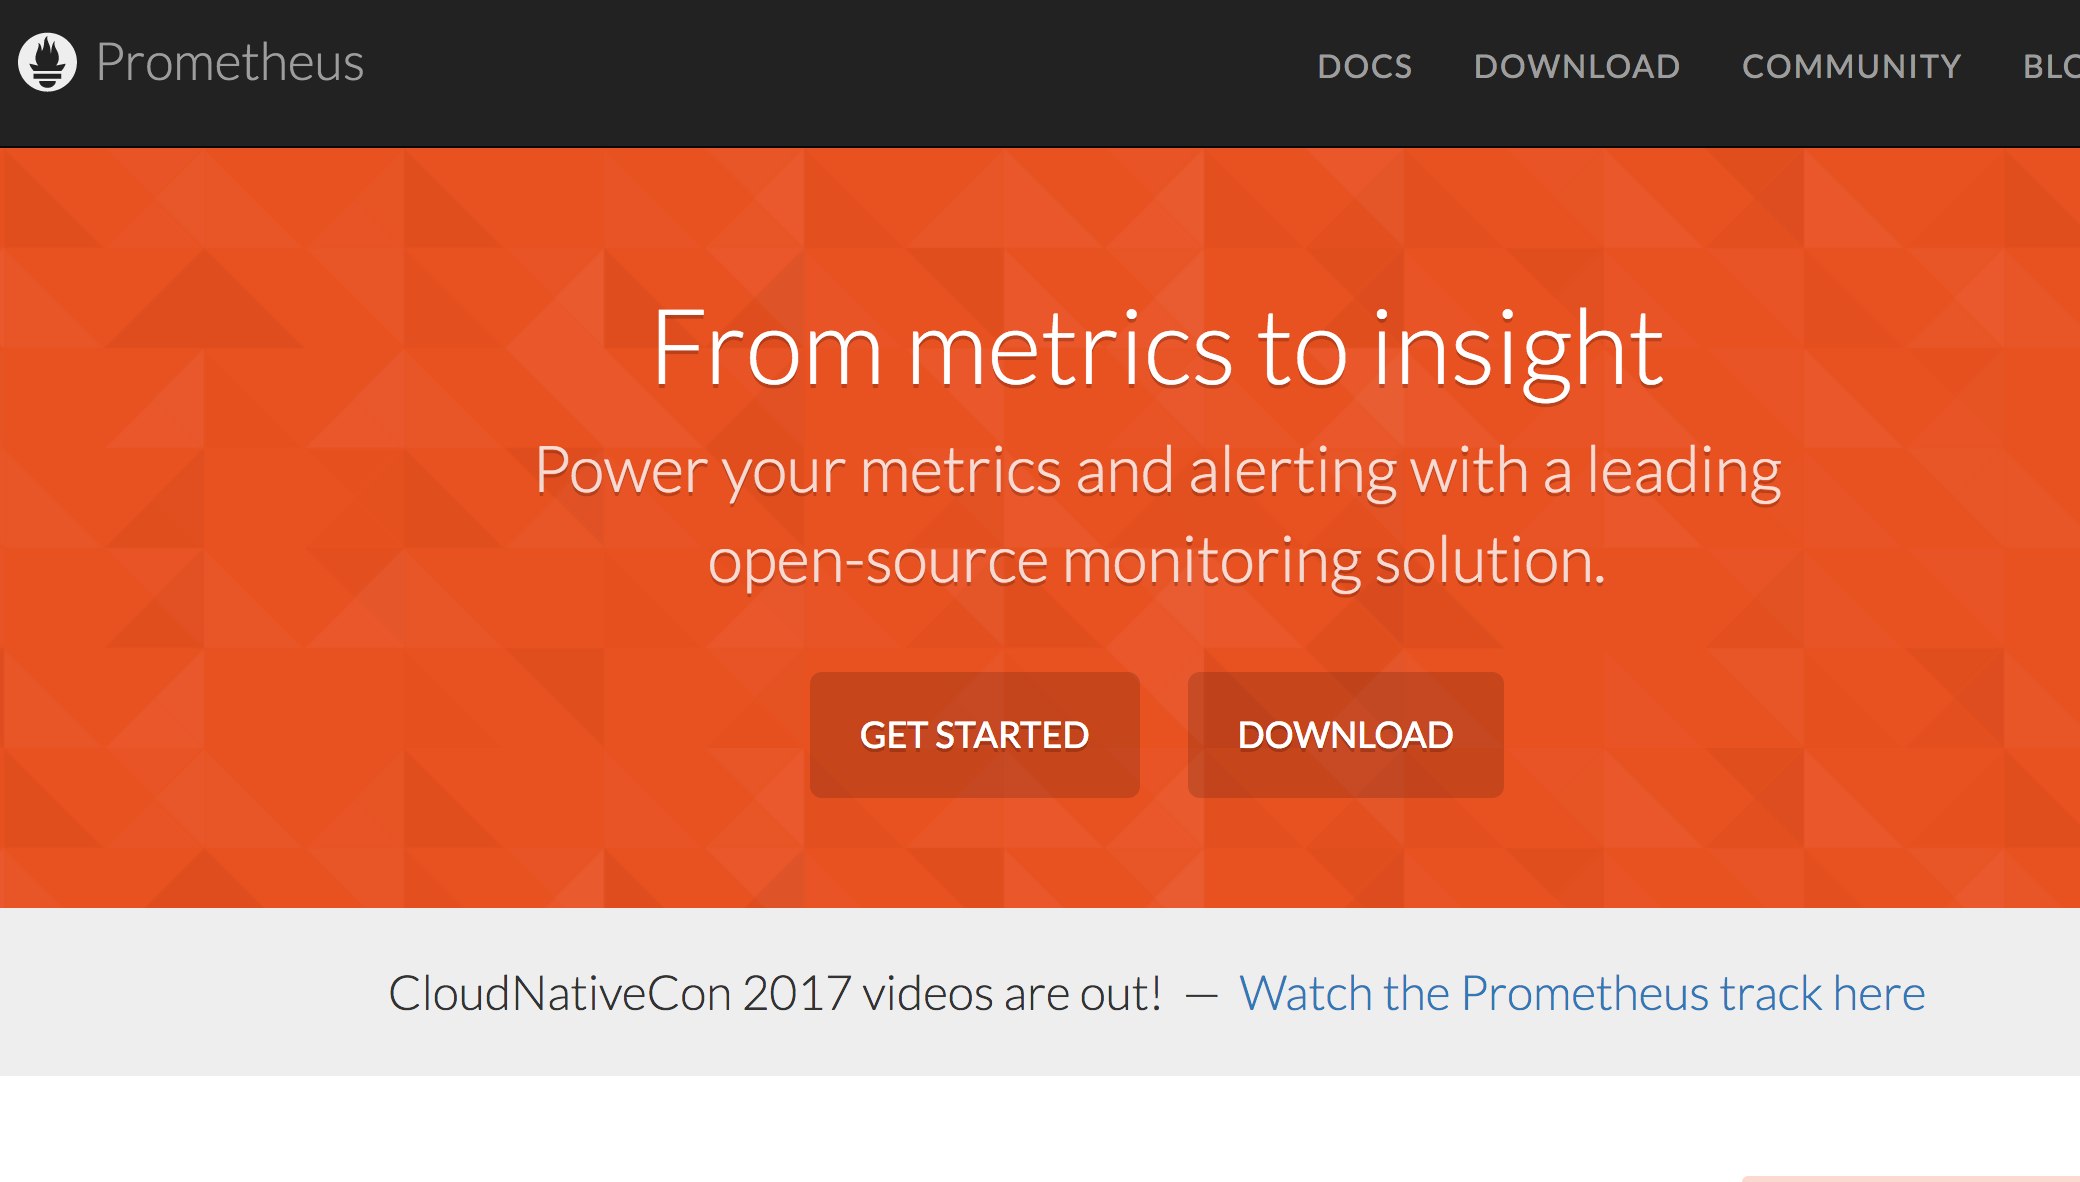 Prometheus
DOCS DOWNLOAD COMMUNITY
From metrics to insight
Power your metrics and alerting with a leading
open-source monitoring solution.
GET STARTED DOWNLOAD
CloudNativeCon 2017 videos are out! — Watch the Prometheus track here